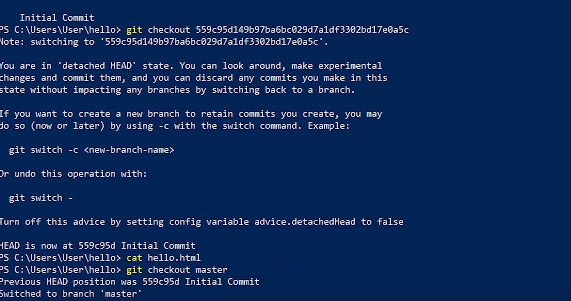 Initial Commit
PS C:\Users\User\hello> git checkout 559c95d149b97ba6bc029d7a1df3302bd17e0a5c
Note: switching to '559c95d149b97ba6bc029d7a1df3302bd17e0a5c'.
You are in 'detached HEAD' state. You can look around, make experimental
changes and commit them, and you can discard any commits you make in this
state without impacting any branches by switching back to a branch.
If you want to create a new branch to retain commits you create, you may
do so (now or later) by using -c with the switch command. Example:
git switch -c <new-branch-name>
Or undo this operation with:
git switch -
Turn off this advice by setting config variable advice.detachedHead to false
HEAD is now at 559c95d Initial Commit
PS C:\Users\User\hello> cat hello.html
PS C:\Users\User\hello> git checkout master
Previous HEAD position was 559c95d Initial Commit
Switched to branch 'master'